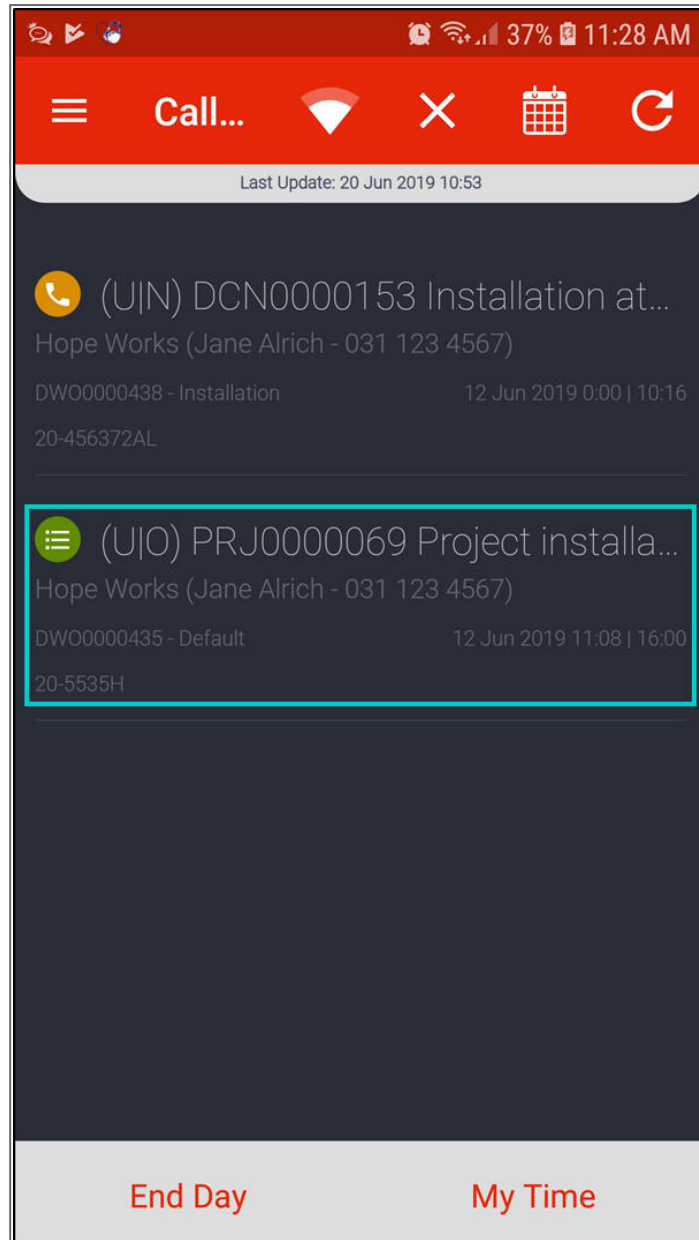 37% 11:28 AM
Call...
Last Update: 20 Jun 2019 10:53
(U|N) DCN0000153 Installation at...
Hope Works (Jane Alrich - 031 123 4567)
DWO0000438 - Installation 12 Jun 2019 0:00 | 10:16
20-456372AL
(U|O) PRJ0000069 Project installa...
Hope Works (Jane Alrich - 031 123 4567)
DWO0000435 - Default 12 Jun 2019 11:08 | 16:00
20-5535H
End Day My Time